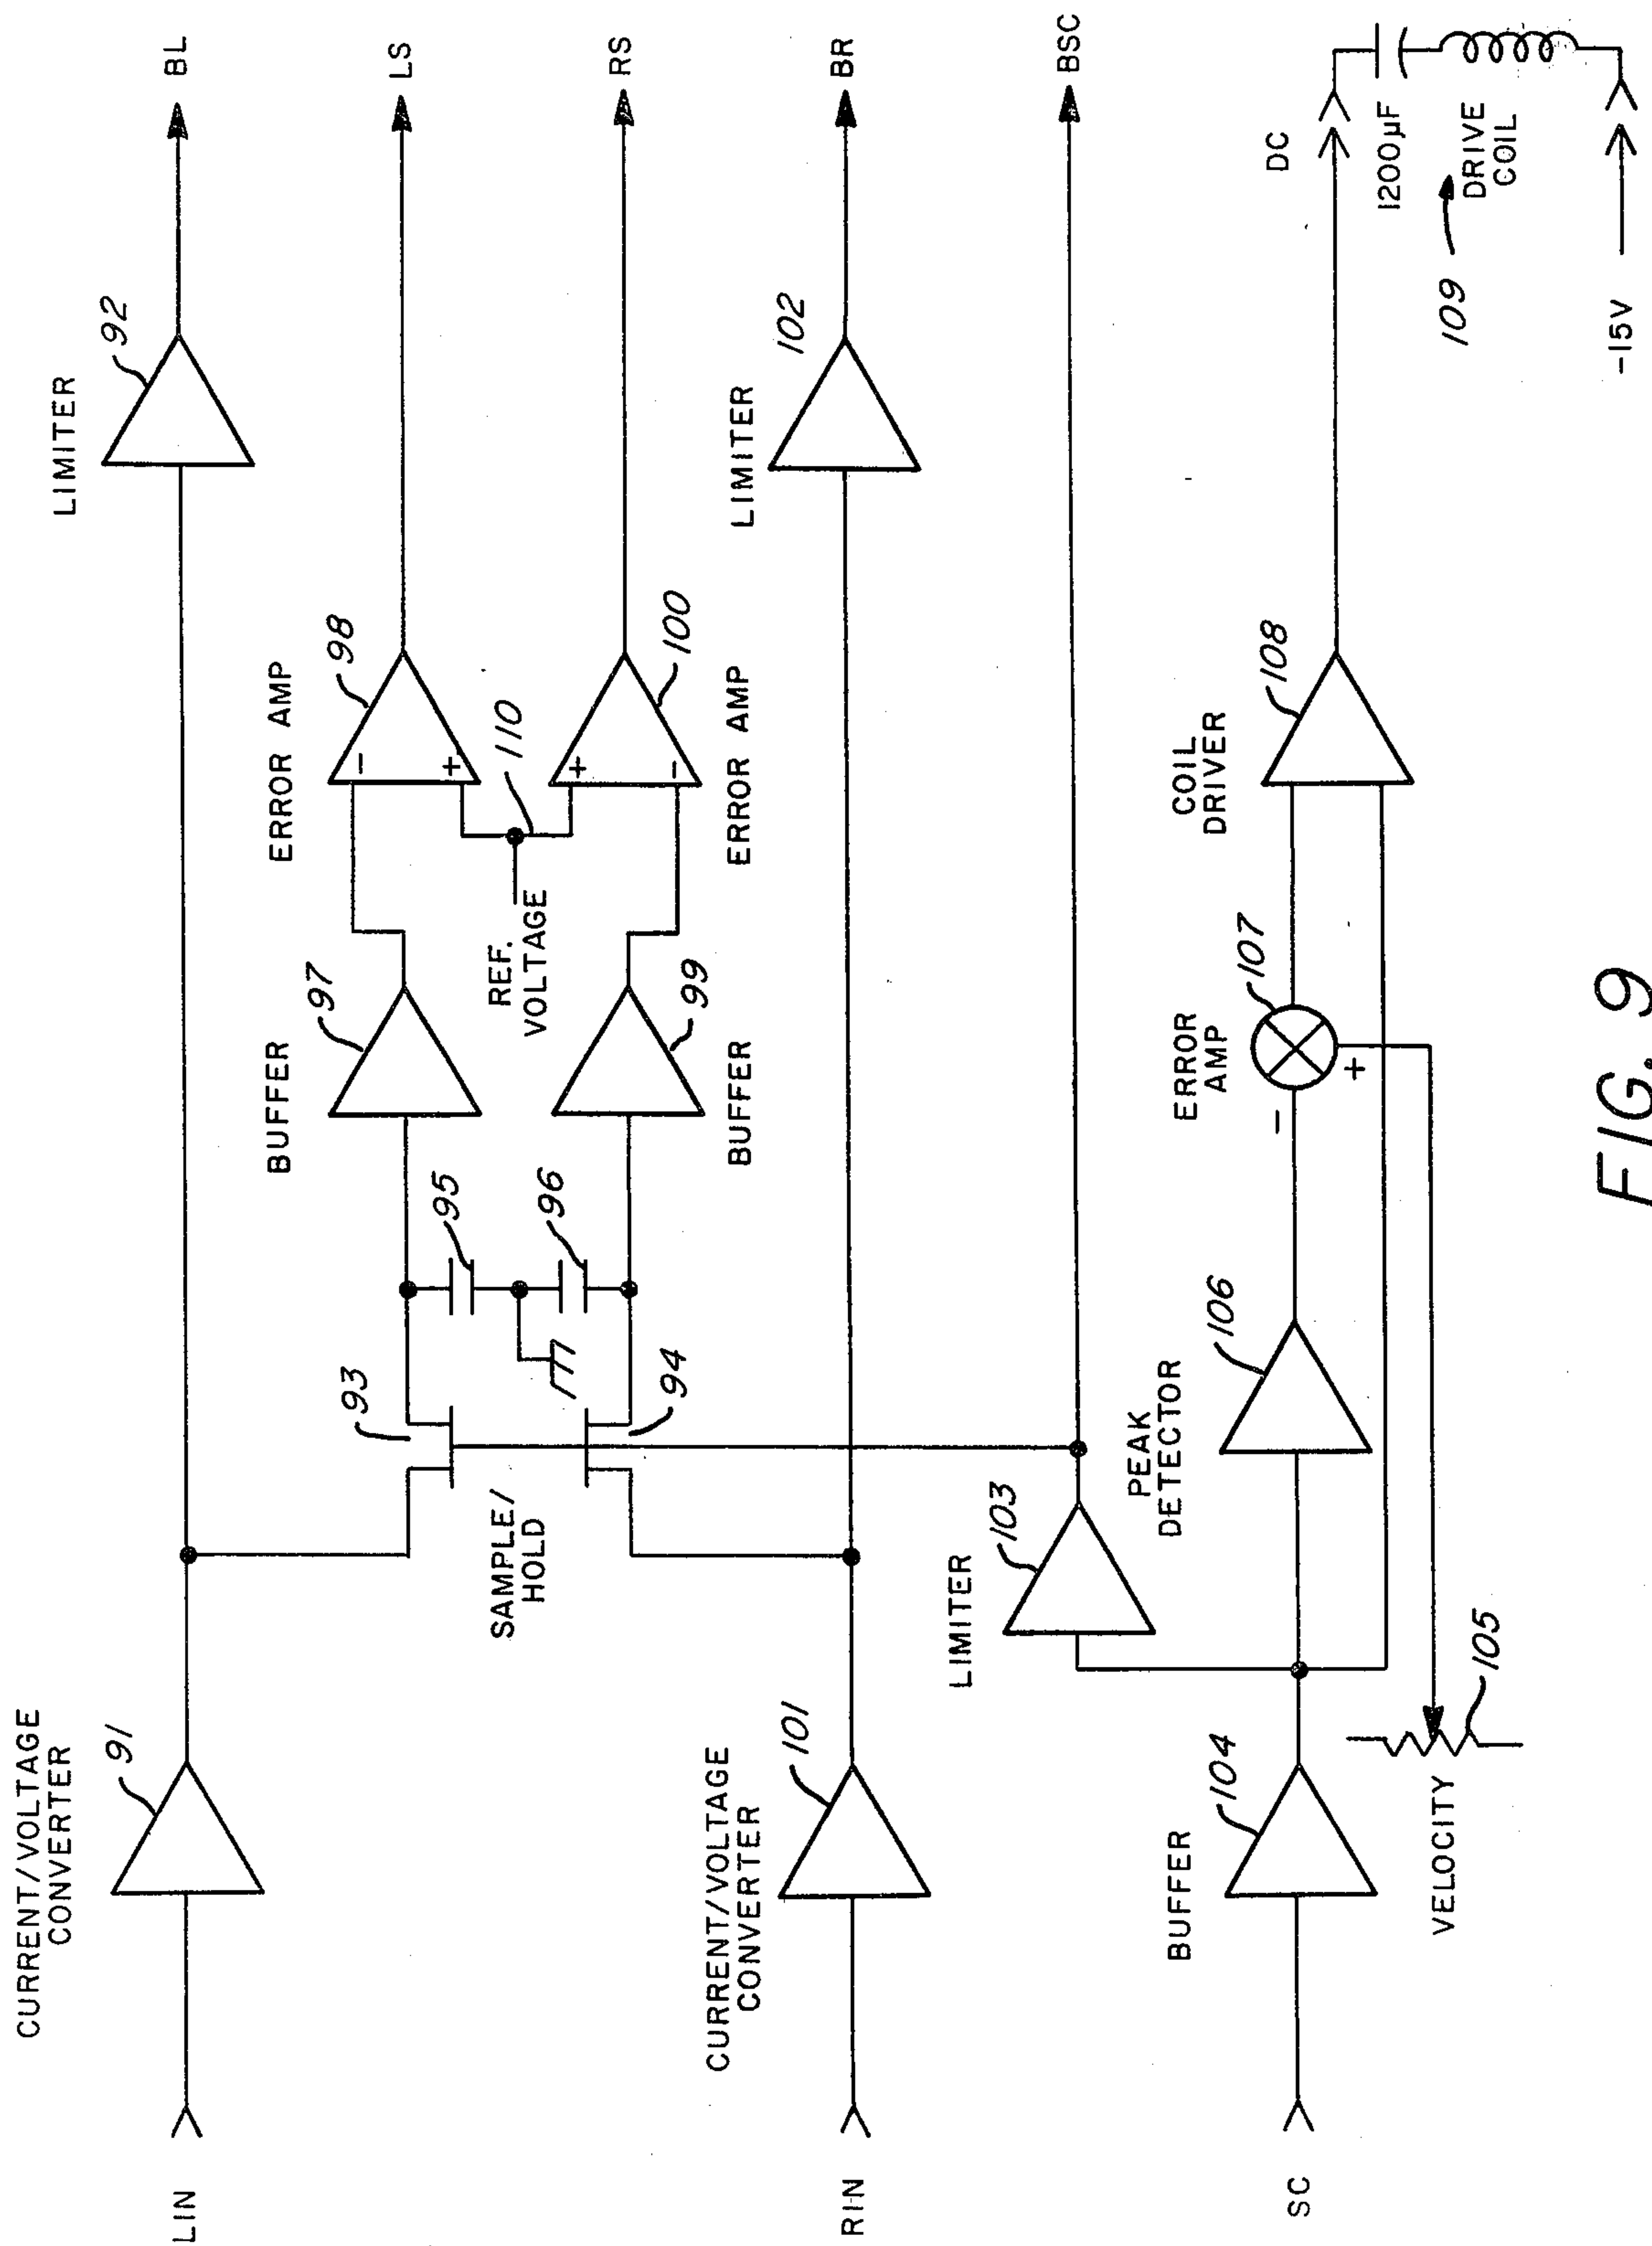 CURRENT/VOLTAGE
CONVERTER
91
LIN
LIMITER
92
BL
BUFFER
97
ERROR AMP
98
LS
93
95
SAMPLE/
HOLD
96
94
REF.
VOLTAGE
110
-
+
+
-
BUFFER
99
ERROR AMP
100
RS
CURRENT/VOLTAGE
CONVERTER
101
RIN
LIMITER
102
BR
LIMITER
103
BSC
PEAK
DETECTOR
106
ERROR
AMP
107
-
+
COIL
DRIVER
108
DC
1200µF
DRIVE
COIL
109
-15V
BUFFER
104
SC
VELOCITY
105
FIG. 9